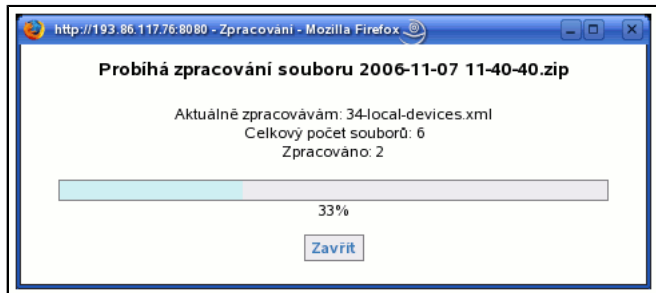 http://193.86.117.76:8080 - Zpracování - Mozilla Firefox
Probíhá zpracování souboru 2006-11-07 11-40-40.zip
Aktuálně zpracovávám: 34-local-devices.xml
Celkový počet souborů: 6
Zpracováno: 2
33%
Zavřít